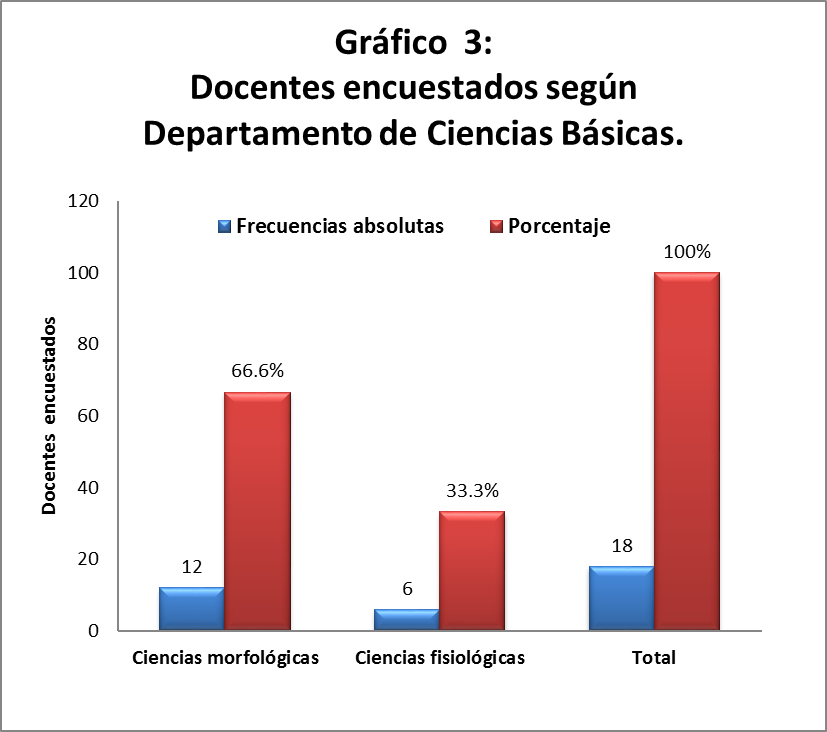 Gráfico 3:
Docentes encuestados según
Departamento de Ciencias Básicas.
Frecuencias absolutas
Porcentaje
Docentes encuestados
120
100
80
60
40
20
0
12
66.6%
6
33.3%
18
100%
Ciencias morfológicas
Ciencias fisiológicas
Total